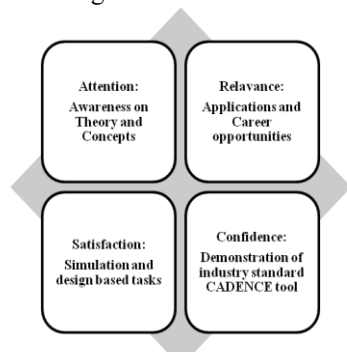 Attention:
Awareness on
Theory and
Concepts
Relavance:
Applications and
Career
opportunities
Satisfaction:
Simulation and
design based tasks
Confidence:
Demonstration of
industry standard
CADENCE tool